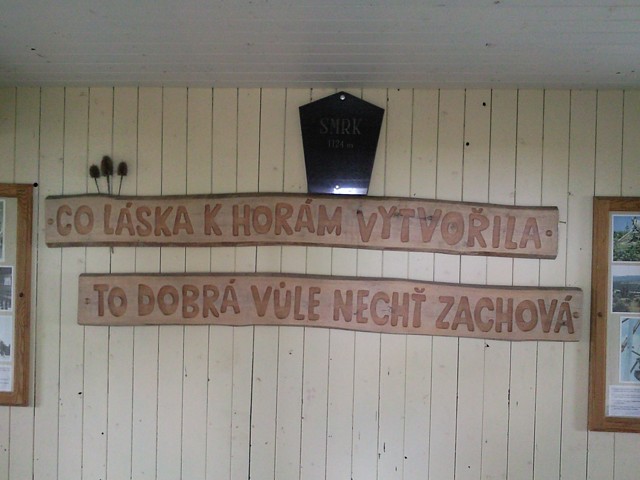 SMRK
1124 m
CO LÁSKA K HORÁM VYTVOŘILA
TO DOBRÁ VŮLE NECHŤ ZACHOVÁ